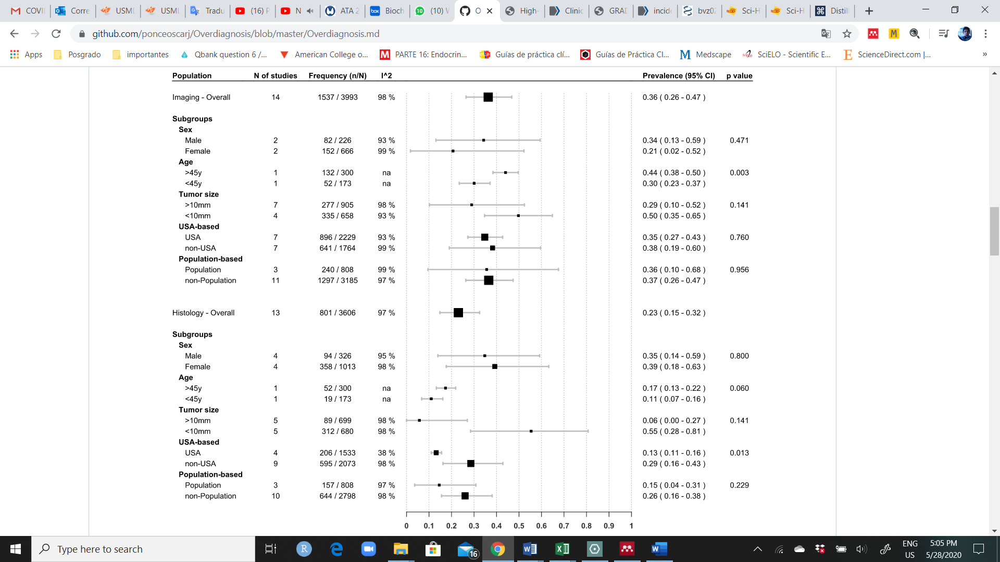 COVI Corre USMI USMI Tradu (16) P N ATA 2 Bioch (10) V O High- Clinic GRAD incide bvz02 Sci-H Sci-H Distill
github.com/ponceoscarj/Overdiagnosis/blob/master/Overdiagnosis.md
Apps Posgrado importantes Qbank question 6 /... American College o... PARTE 16: Endocrin... Guías de práctica clí... Guías de Práctica Cl... Medscape SciELO - Scientific E... ScienceDirect.com |... »
Population N of studies Frequency (n/N) I^2 Prevalence (95% CI) p value
Imaging - Overall 14 1537 / 3993 98 % 0.36 ( 0.26 - 0.47 )
Subgroups
Sex
Male 2 82 / 226 93 % 0.34 ( 0.13 - 0.59 ) 0.471
Female 2 152 / 666 99 % 0.21 ( 0.02 - 0.52 )
Age
>45y 1 132 / 300 na 0.44 ( 0.38 - 0.50 ) 0.003
<45y 1 52 / 173 na 0.30 ( 0.23 - 0.37 )
Tumor size
>10mm 7 277 / 905 98 % 0.29 ( 0.10 - 0.52 ) 0.141
<10mm 4 335 / 658 93 % 0.50 ( 0.35 - 0.65 )
USA-based
USA 7 896 / 2229 93 % 0.35 ( 0.27 - 0.43 ) 0.760
non-USA 7 641 / 1764 99 % 0.38 ( 0.19 - 0.60 )
Population-based
Population 3 240 / 808 99 % 0.36 ( 0.10 - 0.68 ) 0.956
non-Population 11 1297 / 3185 97 % 0.37 ( 0.26 - 0.47 )
Histology - Overall 13 801 / 3606 97 % 0.23 ( 0.15 - 0.32 )
Subgroups
Sex
Male 4 94 / 326 95 % 0.35 ( 0.14 - 0.59 ) 0.800
Female 4 358 / 1013 98 % 0.39 ( 0.18 - 0.63 )
Age
>45y 1 52 / 300 na 0.17 ( 0.13 - 0.22 ) 0.060
<45y 1 19 / 173 na 0.11 ( 0.07 - 0.16 )
Tumor size
>10mm 5 89 / 699 98 % 0.06 ( 0.00 - 0.27 ) 0.141
<10mm 5 312 / 680 98 % 0.55 ( 0.28 - 0.81 )
USA-based
USA 4 206 / 1533 38 % 0.13 ( 0.11 - 0.16 ) 0.013
non-USA 9 595 / 2073 98 % 0.29 ( 0.16 - 0.43 )
Population-based
Population 3 157 / 808 97 % 0.15 ( 0.04 - 0.31 ) 0.229
non-Population 10 644 / 2798 98 % 0.26 ( 0.16 - 0.38 )
0 0.1 0.2 0.3 0.4 0.5 0.6 0.7 0.8 0.9 1
Type here to search 16 ENG 5:05 PM
US 5/28/2020